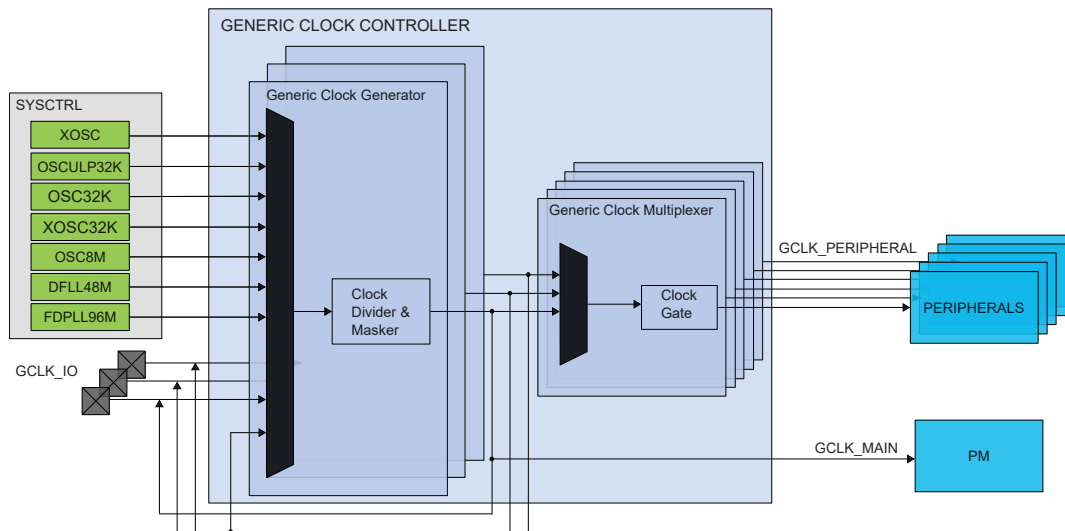 GENERIC CLOCK CONTROLLER
Generic Clock Generator
SYSCTRL
XOSC
OSCULP32K
OSC32K
XOSC32K
OSC8M
DFLL48M
FDPLL96M
GCLK_IO
Clock
Divider &
Masker
Generic Clock Multiplexer
Clock
Gate
GCLK_PERIPHERAL
PERIPHERALS
GCLK_MAIN
PM